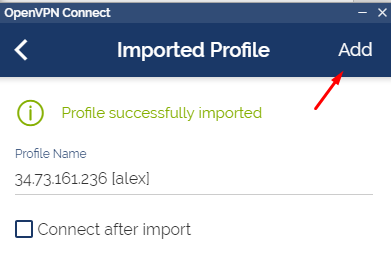 OpenVPN Connect
Imported Profile Add
Profile successfully imported
Profile Name
34.73.161.236 [alex]
Connect after import